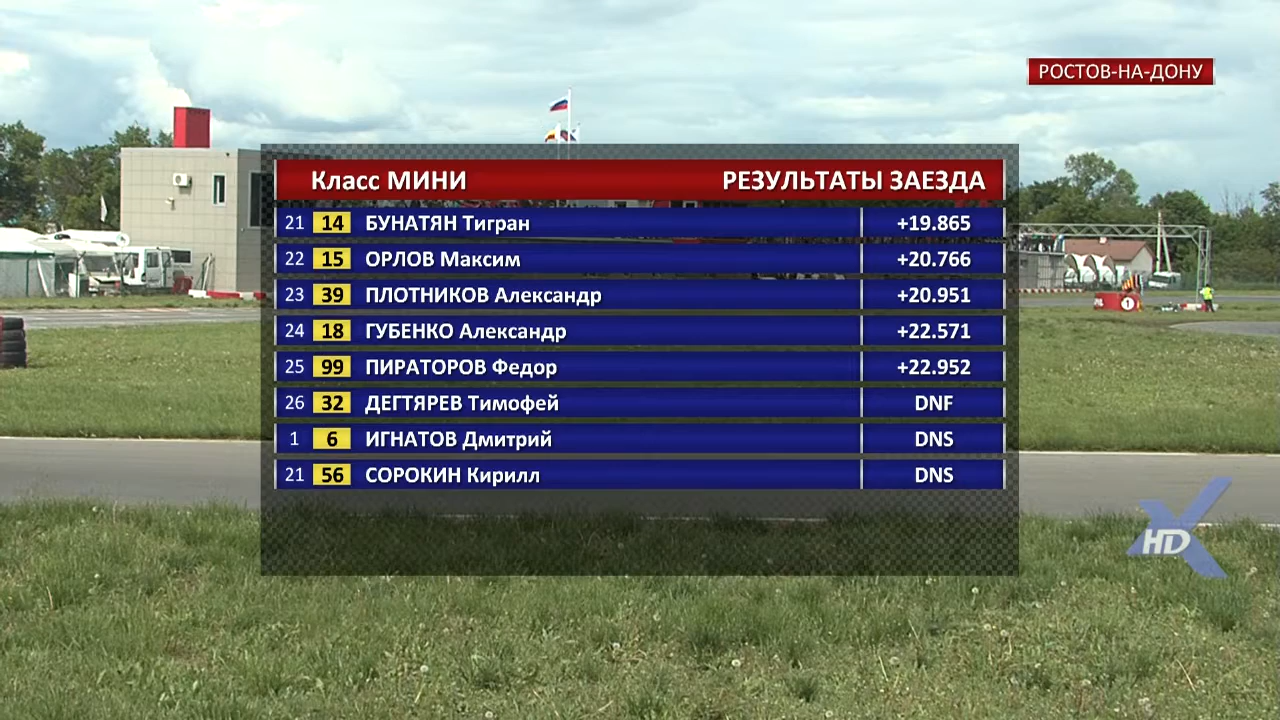 РОСТОВ-НА-ДОНУ
Класс МИНИ РЕЗУЛЬТАТЫ ЗАЕЗДА
21 14 БУНАТЯН Тигран +19.865
22 15 ОРЛОВ Максим +20.766
23 39 ПЛОТНИКОВ Александр +20.951
24 18 ГУБЕНКО Александр +22.571
25 99 ПИРАТОРОВ Федор +22.952
26 32 ДЕГТЯРЕВ Тимофей DNF
1 6 ИГНАТОВ Дмитрий DNS
21 56 СОРОКИН Кирилл DNS
XHD
1